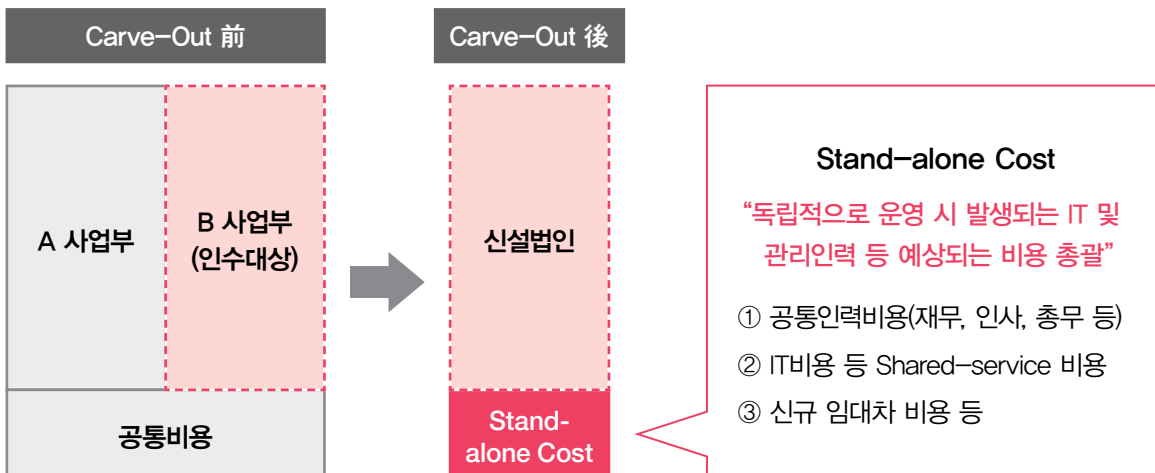 Carve-Out 前
Carve-Out 後
A 사업부
B 사업부
(인수대상)
공통비용
신설법인
Stand-
alone Cost
Stand-alone Cost
“독립적으로 운영 시 발생되는 IT 및
관리인력 등 예상되는 비용 총괄”
① 공통인력비용(재무, 인사, 총무 등)
② IT비용 등 Shared-service 비용
③ 신규 임대차 비용 등